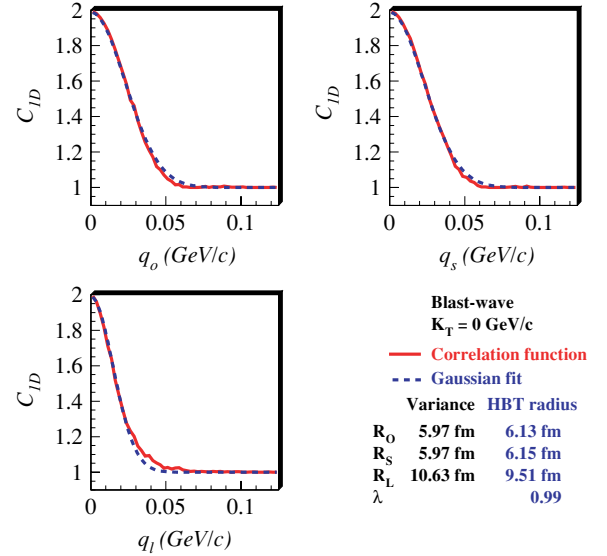 2
1.8
1.6
1.4
1.2
1
C1D
0 0.05 0.1
qo (GeV/c)
2
1.8
1.6
1.4
1.2
1
C1D
0 0.05 0.1
qs (GeV/c)
2
1.8
1.6
1.4
1.2
1
C1D
0 0.05 0.1
ql (GeV/c)
Blast-wave
KT = 0 GeV/c
Correlation function
Gaussian fit
Variance HBT radius
RO 5.97 fm 6.13 fm
RS 5.97 fm 6.15 fm
RL 10.63 fm 9.51 fm
λ 0.99